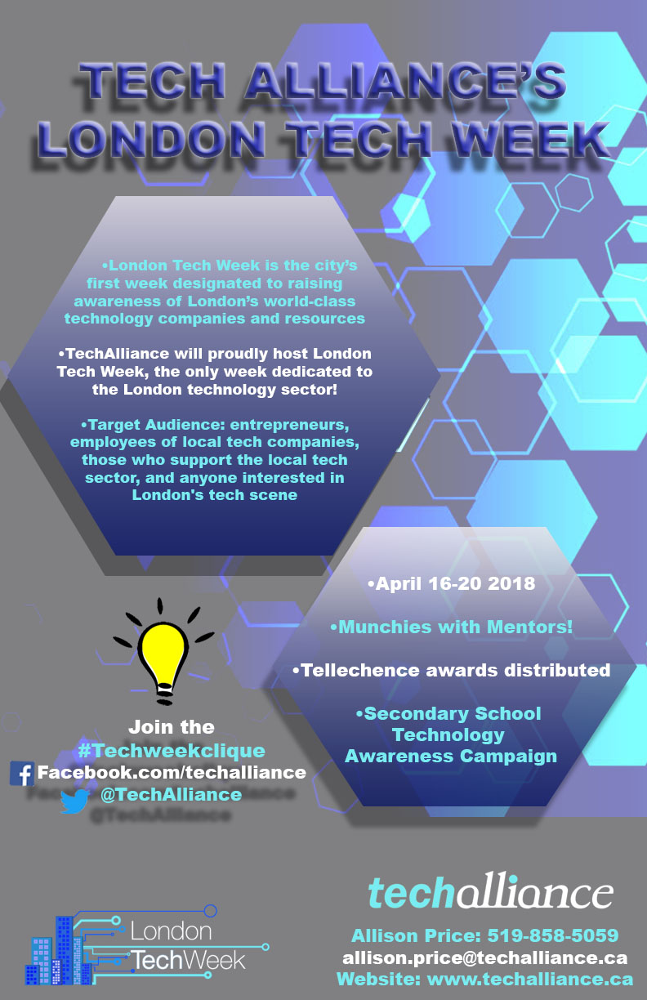 TECH ALLIANCE'S
LONDON TECH WEEK
•London Tech Week is the city's
first week designated to raising
awareness of London's world-class
technology companies and resources
•TechAlliance will proudly host London
Tech Week, the only week dedicated to
the London technology sector!
•Target Audience: entrepreneurs,
employees of local tech companies,
those who support the local tech
sector, and anyone interested in
London's tech scene
•April 16-20 2018
•Munchies with Mentors!
•Tellechence awards distributed
•Secondary School
Technology
Awareness Campaign
Join the
#Techweekclique
f Facebook.com/techalliance
@TechAlliance
London
TechWeek
techalliance
Allison Price: 519-858-5059
allison.price@techalliance.ca
Website: www.techalliance.ca